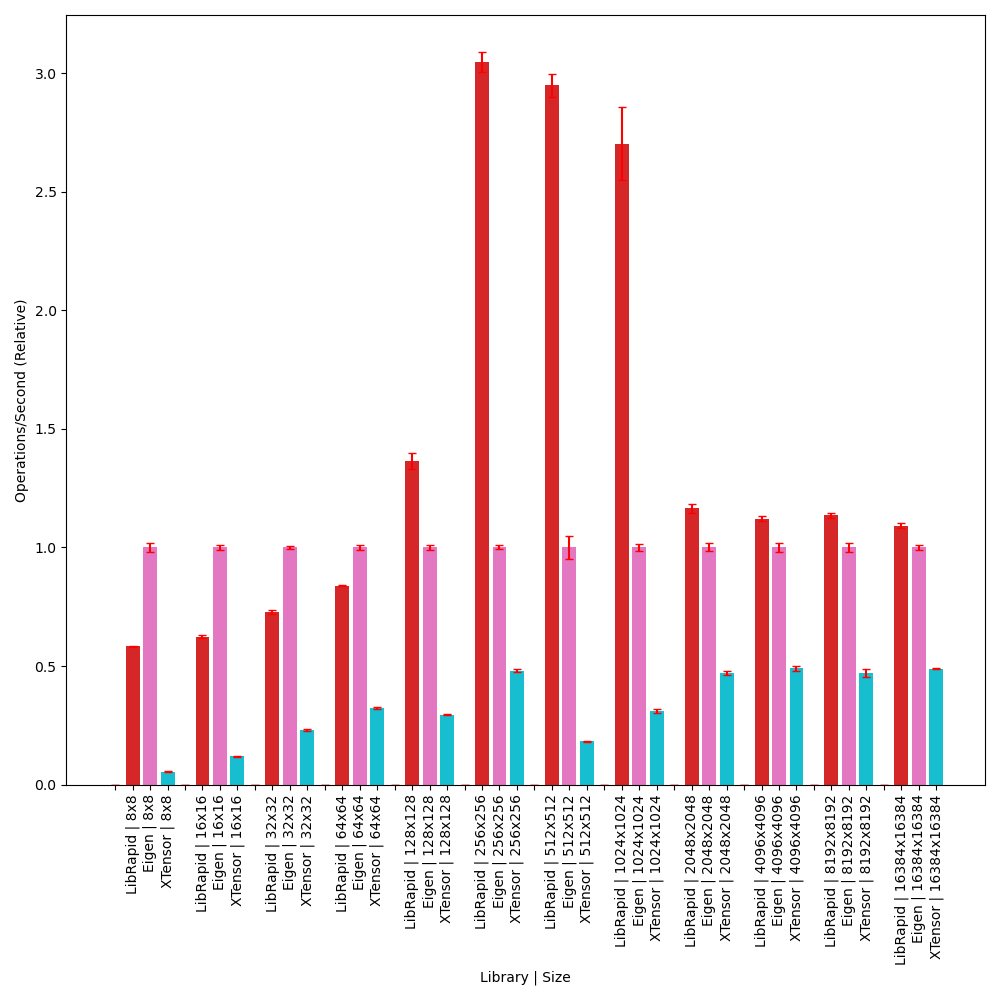 3.0
2.5
2.0
1.5
1.0
0.5
0.0
Operations/Second (Relative)
LibRapid | 8x8
Eigen | 8x8
XTensor | 8x8
LibRapid | 16x16
Eigen | 16x16
XTensor | 16x16
LibRapid | 32x32
Eigen | 32x32
XTensor | 32x32
LibRapid | 64x64
Eigen | 64x64
XTensor | 64x64
LibRapid | 128x128
Eigen | 128x128
XTensor | 128x128
LibRapid | 256x256
Eigen | 256x256
XTensor | 256x256
LibRapid | 512x512
Eigen | 512x512
XTensor | 512x512
LibRapid | 1024x1024
Eigen | 1024x1024
XTensor | 1024x1024
LibRapid | 2048x2048
Eigen | 2048x2048
XTensor | 2048x2048
LibRapid | 4096x4096
Eigen | 4096x4096
XTensor | 4096x4096
LibRapid | 8192x8192
Eigen | 8192x8192
XTensor | 8192x8192
LibRapid | 16384x16384
Eigen | 16384x16384
XTensor | 16384x16384
Library | Size